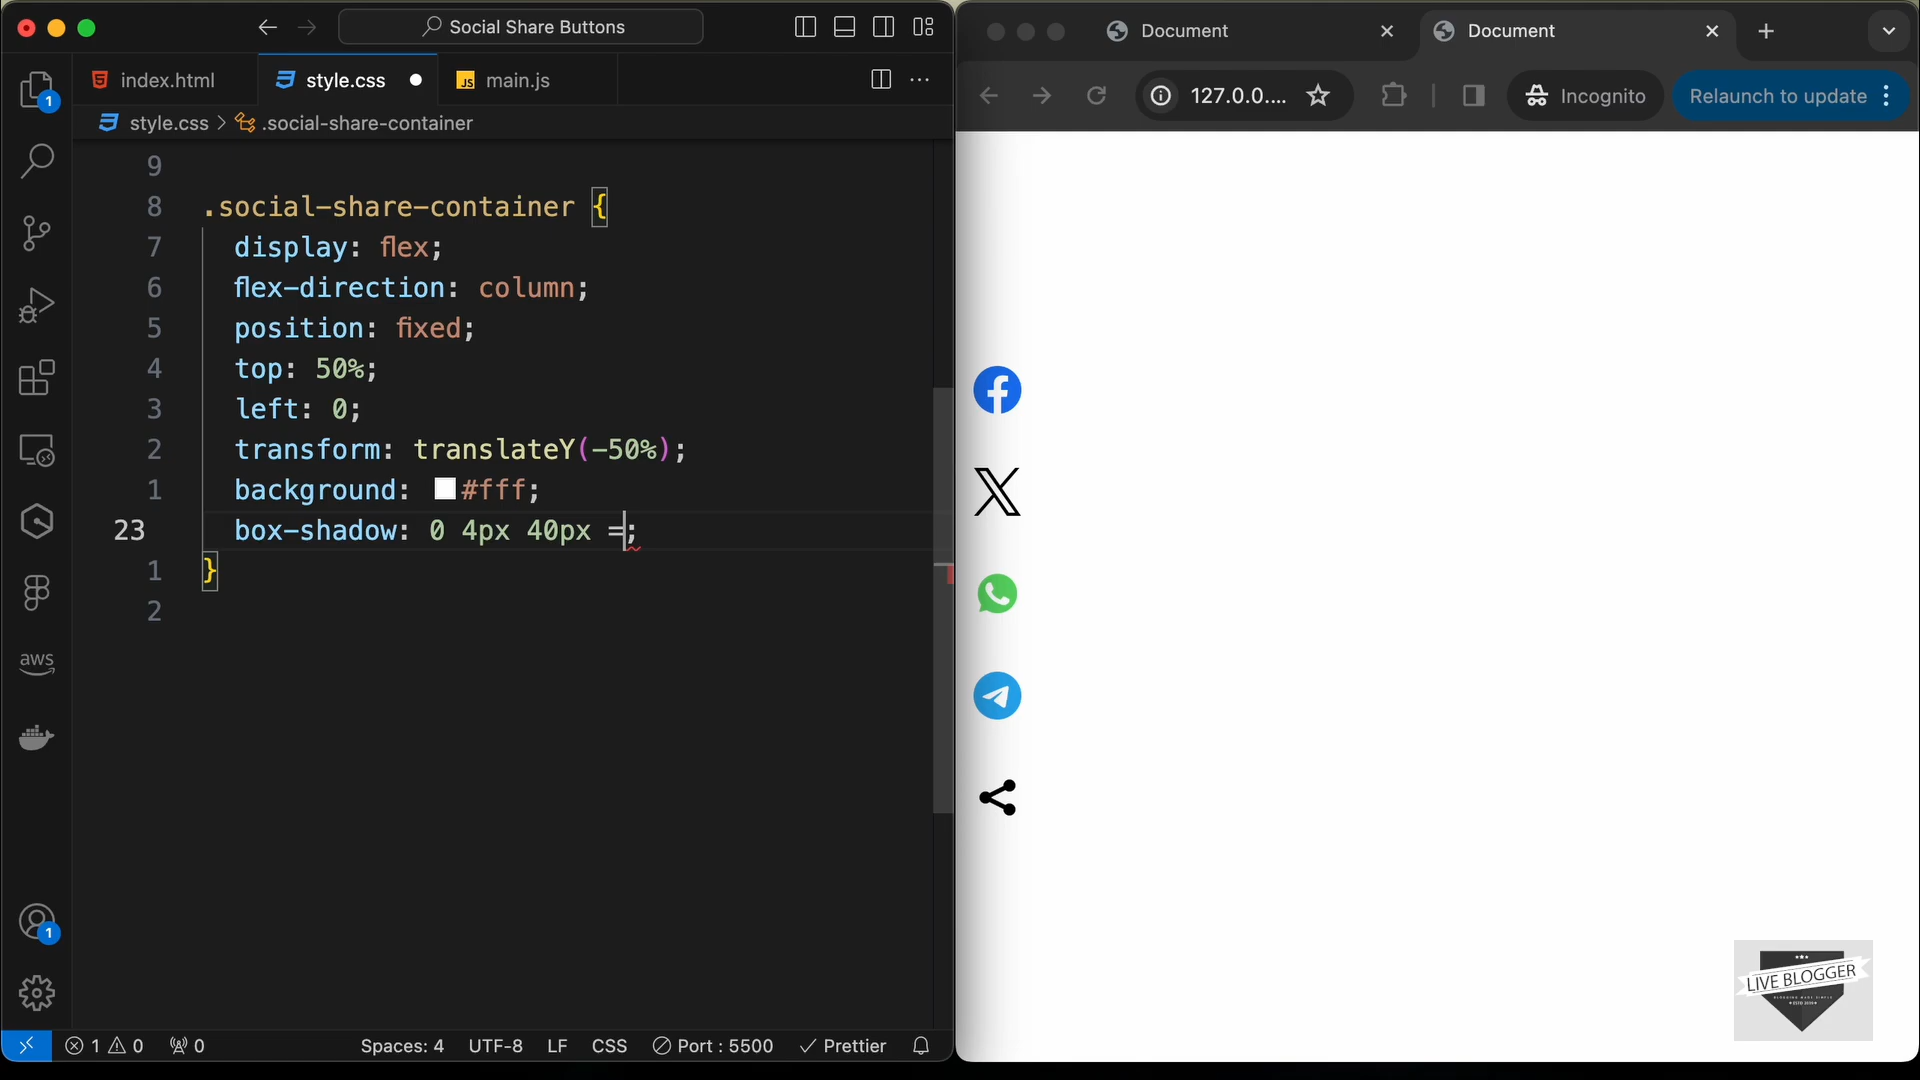 Social Share Buttons
index.html
style.css
JS main.js
style.css > .social-share-container
9
8 .social-share-container {
7 display: flex;
6 flex-direction: column;
5 position: fixed;
4 top: 50%;
3 left: 0;
2 transform: translateY(-50%);
1 background: #fff;
23 box-shadow: 0 4px 40px =;
1 }
2
1
aws
1
1 0 0 Spaces: 4 UTF-8 LF CSS Port : 5500 Prettier
Document
Document
127.0.0.... Incognito Relaunch to update
LIVE BLOGGER